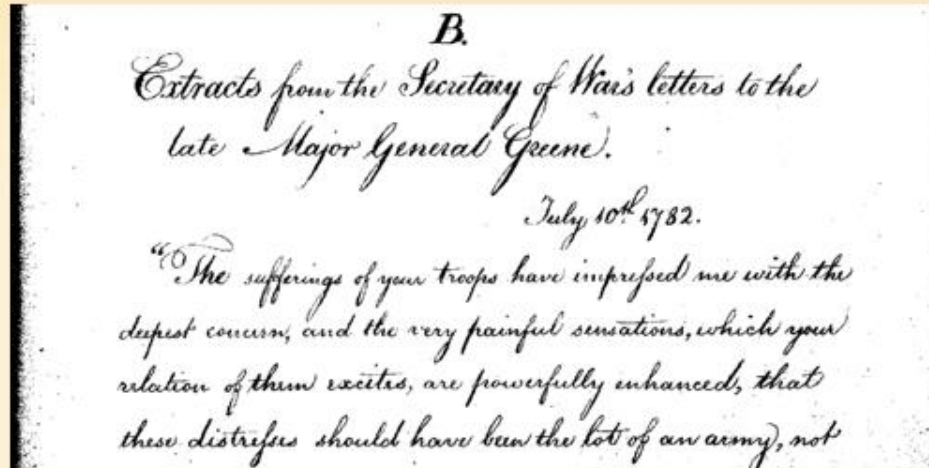 B.
Extracts from the Secretary of War's letters to the
late Major General Greene.
July 10th. 1782.
"The sufferings of your troops have impressed me with the
deepest concern, and the very painful sensations, which your
relation of them excites, are powerfully enhanced, that
these distresses should have been the lot of an army, not